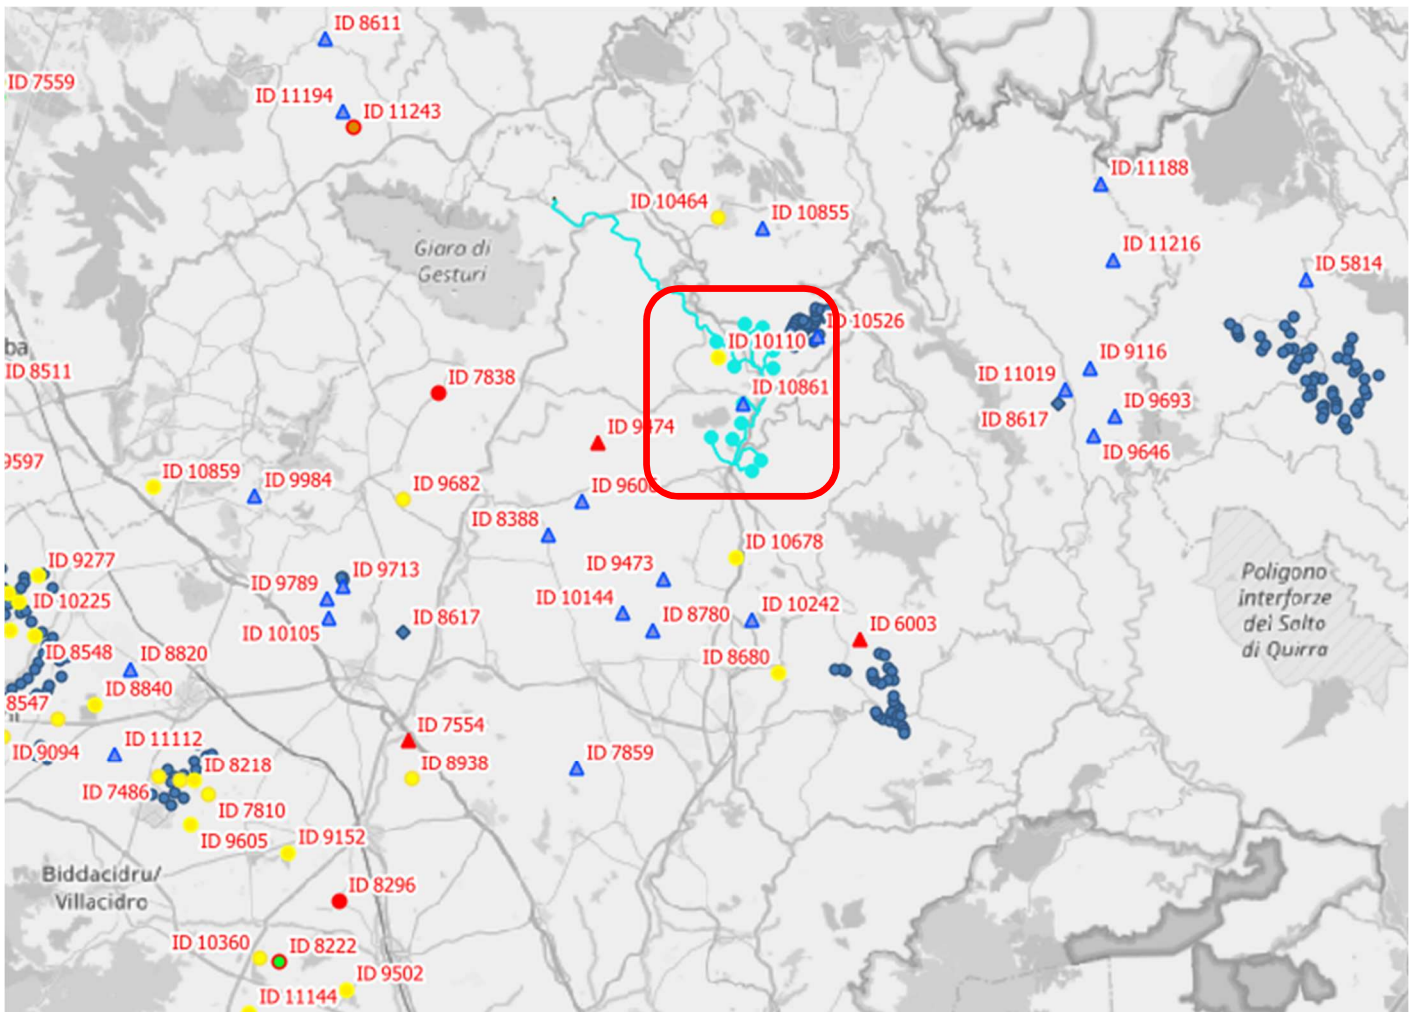 ID 8611
ID 7559
ID 11194
ID 11243
ID 11188
ID 10464
ID 10855
Giara di
Gesturi
ID 11216
ID 5814
ID 10526
ID 10110
ba
ID 8511
ID 9116
ID 7838
ID 11019
ID 10861
ID 8617
ID 9693
ID 9474
ID 9646
9597
ID 10859
ID 9984
ID 9682
ID 9606
ID 8388
ID 10678
ID 9277
ID 9789
ID 9713
ID 9473
Poligono
interforze
del Salto
di Quirra
ID 10225
ID 10144
ID 10242
ID 10105
ID 8617
ID 8780
ID 6003
ID 8548
ID 8820
ID 8680
ID 8840
8547
ID 7554
ID 11112
ID 9094
ID 8218
ID 8938
ID 7859
ID 7486
ID 7810
ID 9605
ID 9152
Biddacidru/
Villacidro
ID 8296
ID 10360
ID 8222
ID 9502
ID 11144